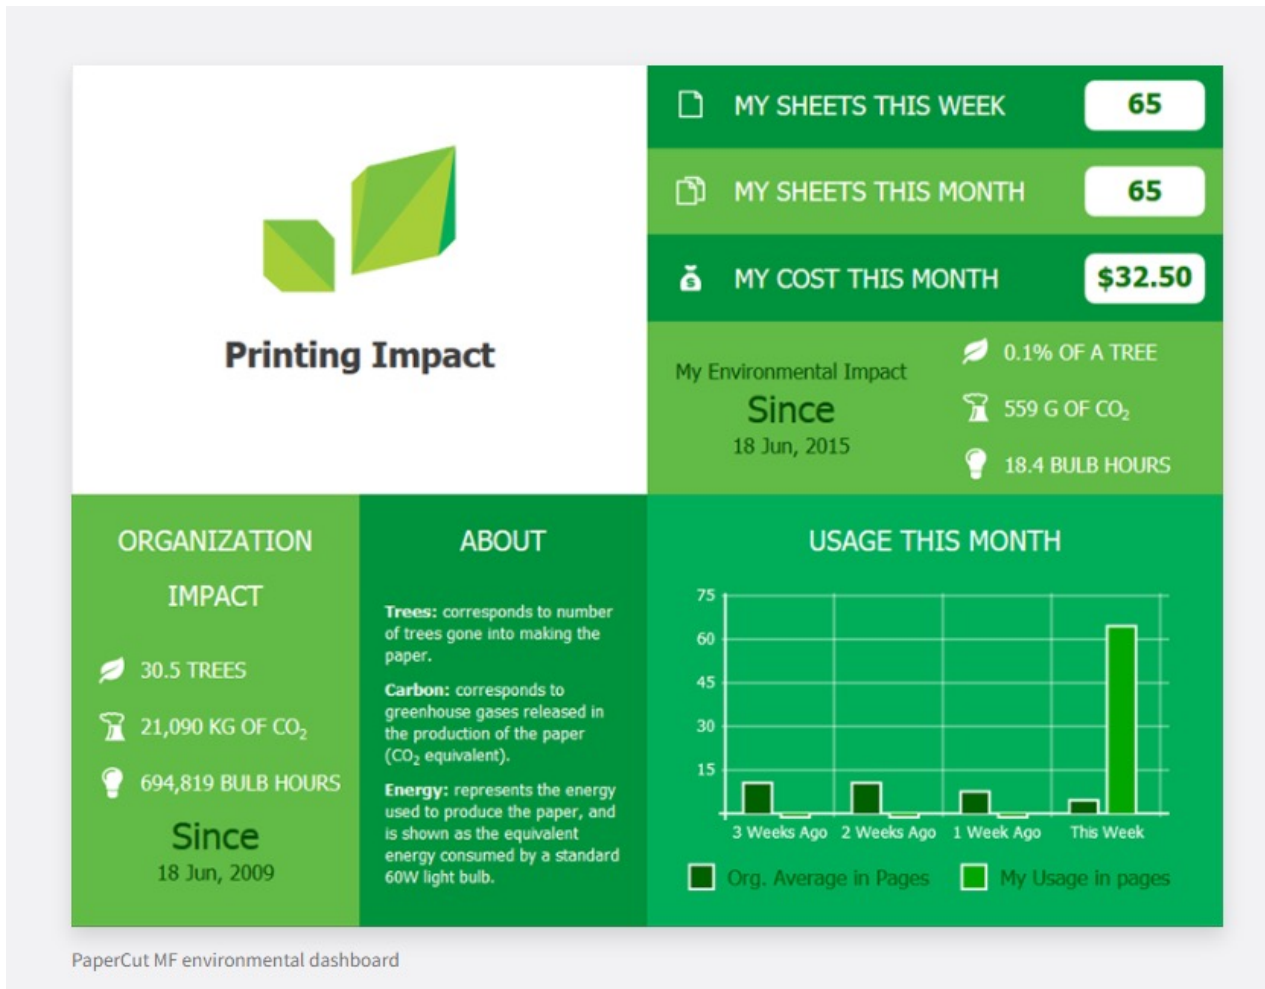 Printing Impact
MY SHEETS THIS WEEK
65
MY SHEETS THIS MONTH
65
MY COST THIS MONTH
$32.50
My Environmental Impact
Since
18 Jun, 2015
0.1% OF A TREE
559 G OF CO₂
18.4 BULB HOURS
ORGANIZATION
IMPACT
30.5 TREES
21,090 KG OF CO₂
694,819 BULB HOURS
Since
18 Jun, 2009
ABOUT
Trees: corresponds to number
of trees gone into making the
paper.
Carbon: corresponds to
greenhouse gases released in
the production of the paper
(CO₂ equivalent).
Energy: represents the energy
used to produce the paper, and
is shown as the equivalent
energy consumed by a standard
60W light bulb.
USAGE THIS MONTH
75
60
45
30
15
3 Weeks Ago
2 Weeks Ago
1 Week Ago
This Week
Org. Average in Pages
My Usage in pages
PaperCut MF environmental dashboard